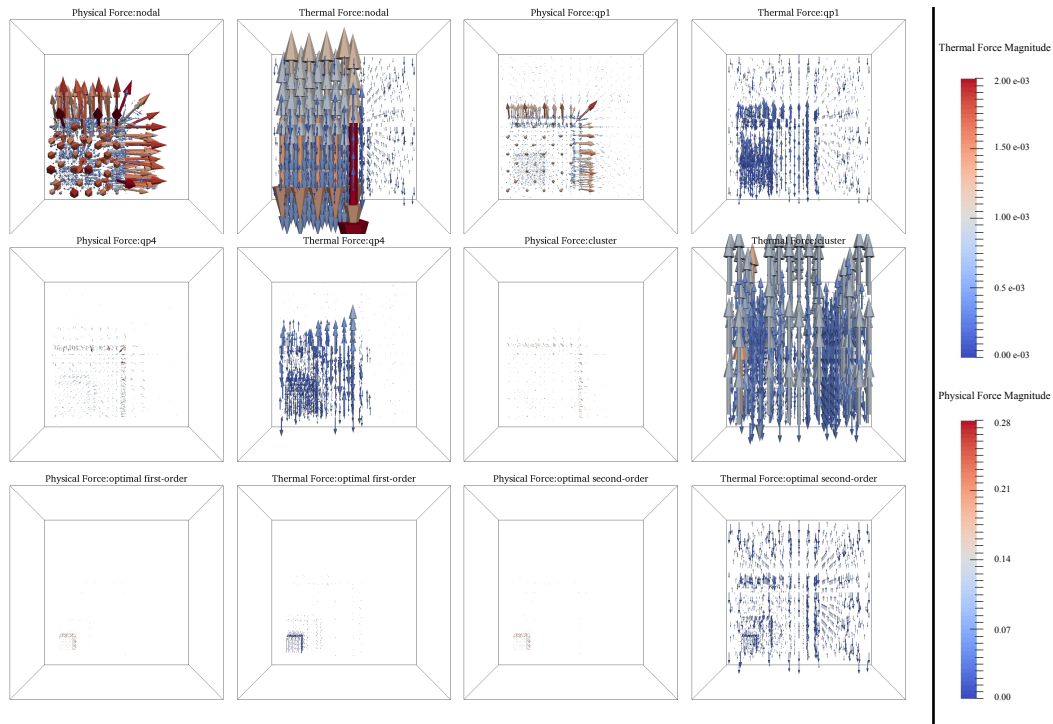 Physical Force:nodal
Thermal Force:nodal
Physical Force:qp1
Thermal Force:qp1
Physical Force:qp4
Thermal Force:qp4
Physical Force:cluster
Thermal Force:cluster
Physical Force:optimal first-order
Thermal Force:optimal first-order
Physical Force:optimal second-order
Thermal Force:optimal second-order
Thermal Force Magnitude
2.00 e-03
1.50 e-03
1.00 e-03
0.5 e-03
0.00 e-03
Physical Force Magnitude
0.28
0.21
0.14
0.07
0.00